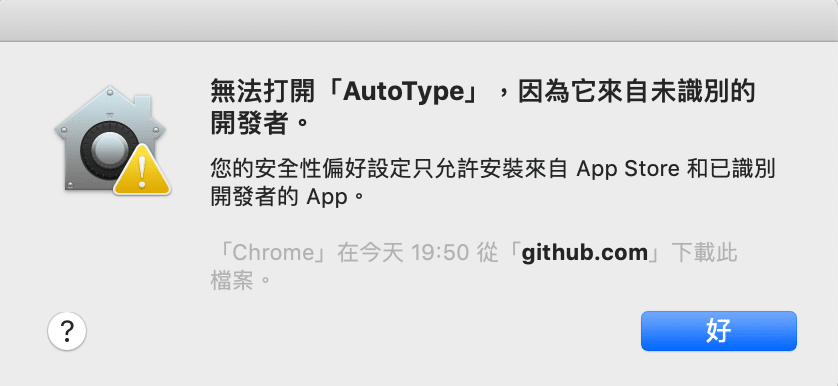 無法打開「AutoType」，因為它來自未識別的
開發者。
您的安全性偏好設定只允許安裝來自 App Store 和已識別
開發者的 App。
「Chrome」在今天 19:50 從「github.com」下載此
檔案。
?
好